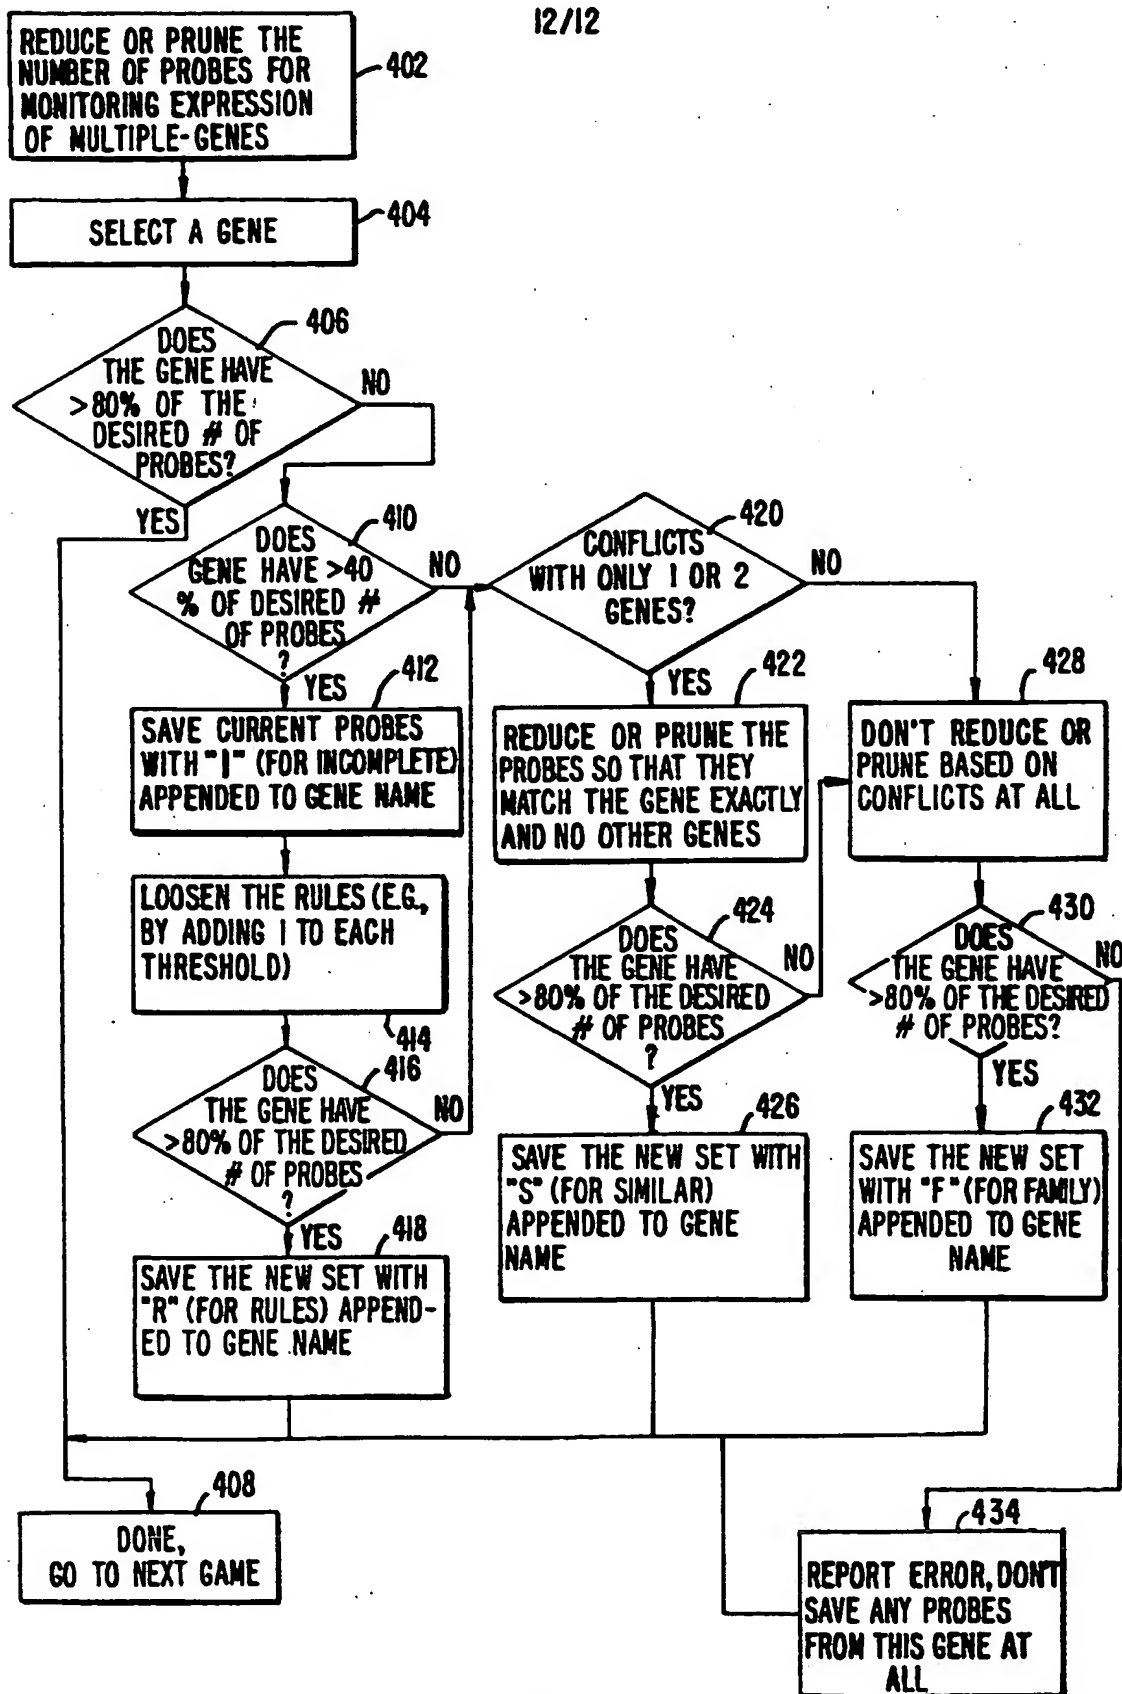 12/12
REDUCE OR PRUNE THE
NUMBER OF PROBES FOR
MONITORING EXPRESSION
OF MULTIPLE-GENES
402
SELECT A GENE
404
DOES
THE GENE HAVE
>80% OF THE
DESIRED # OF
PROBES?
406
NO
YES
DOES
GENE HAVE >40
% OF DESIRED #
OF PROBES
?
410
NO
YES
SAVE CURRENT PROBES
WITH "I" (FOR INCOMPLETE)
APPENDED TO GENE NAME
412
LOOSEN THE RULES (E.G.,
BY ADDING 1 TO EACH
THRESHOLD)
414
DOES
THE GENE HAVE
>80% OF THE DESIRED
# OF PROBES
?
416
NO
YES
SAVE THE NEW SET WITH
"R" (FOR RULES) APPEND-
ED TO GENE NAME
418
CONFLICTS
WITH ONLY 1 OR 2
GENES?
420
NO
YES
REDUCE OR PRUNE THE
PROBES SO THAT THEY
MATCH THE GENE EXACTLY
AND NO OTHER GENES
422
DOES
THE GENE HAVE
>80% OF THE DESIRED
# OF PROBES
?
424
NO
YES
SAVE THE NEW SET WITH
"S" (FOR SIMILAR)
APPENDED TO GENE
NAME
426
DON'T REDUCE OR
PRUNE BASED ON
CONFLICTS AT ALL
428
DOES
THE GENE HAVE
>80% OF THE DESIRED
# OF PROBES?
430
NO
YES
SAVE THE NEW SET
WITH "F" (FOR FAMILY)
APPENDED TO GENE
NAME
432
DONE,
GO TO NEXT GAME
408
REPORT ERROR, DON'T
SAVE ANY PROBES
FROM THIS GENE AT
ALL
434